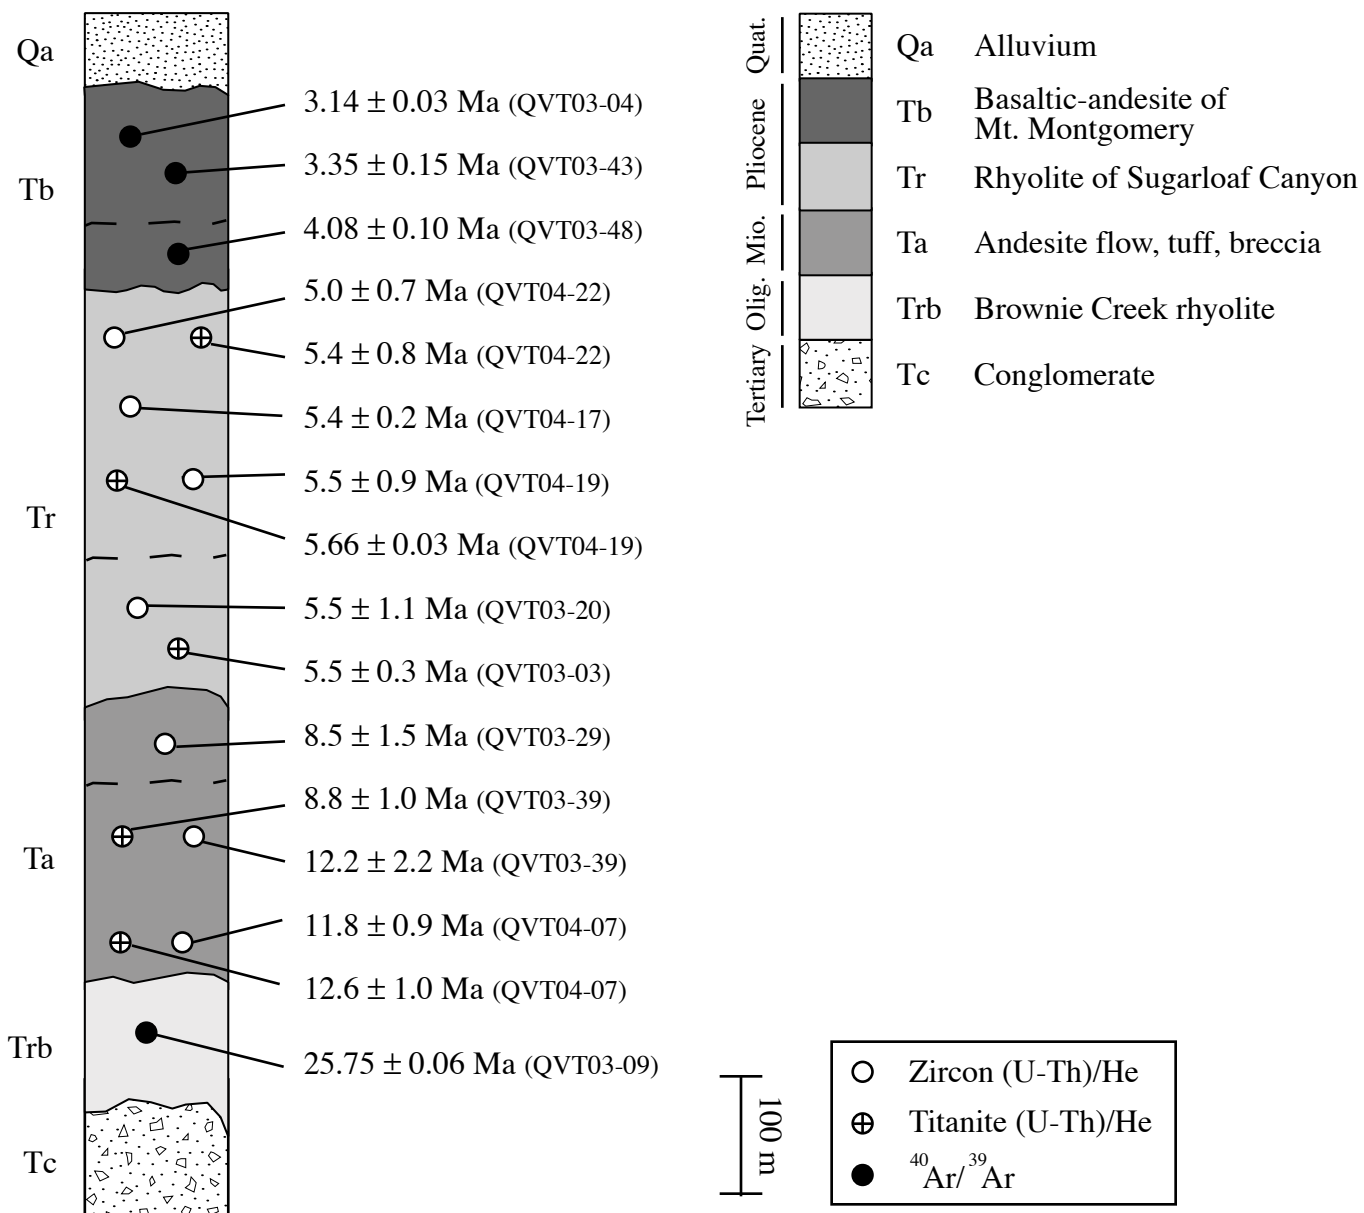 Qa
Tb
Tr
Ta
Trb
Tc
3.14 ± 0.03 Ma (QVT03-04)
3.35 ± 0.15 Ma (QVT03-43)
4.08 ± 0.10 Ma (QVT03-48)
5.0 ± 0.7 Ma (QVT04-22)
5.4 ± 0.8 Ma (QVT04-22)
5.4 ± 0.2 Ma (QVT04-17)
5.5 ± 0.9 Ma (QVT04-19)
5.66 ± 0.03 Ma (QVT04-19)
5.5 ± 1.1 Ma (QVT03-20)
5.5 ± 0.3 Ma (QVT03-03)
8.5 ± 1.5 Ma (QVT03-29)
8.8 ± 1.0 Ma (QVT03-39)
12.2 ± 2.2 Ma (QVT03-39)
11.8 ± 0.9 Ma (QVT04-07)
12.6 ± 1.0 Ma (QVT04-07)
25.75 ± 0.06 Ma (QVT03-09)
Quat.
Pliocene
Mio.
Olig.
Tertiary
Qa Alluvium
Tb Basaltic-andesite of
Mt. Montgomery
Tr Rhyolite of Sugarloaf Canyon
Ta Andesite flow, tuff, breccia
Trb Brownie Creek rhyolite
Tc Conglomerate
100 m
Zircon (U-Th)/He
Titanite (U-Th)/He
⁴⁰Ar/³⁹Ar